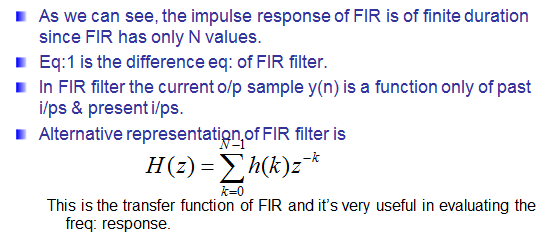 As we can see, the impulse response of FIR is of finite duration
since FIR has only N values.
Eq:1 is the difference eq: of FIR filter.
In FIR filter the current o/p sample y(n) is a function only of past
i/ps & present i/ps.
Alternative representation of FIR filter is
H(z) = \sum_{k=0}^{N-1} h(k)z^{-k}
This is the transfer function of FIR and it's very useful in evaluating the
freq: response.